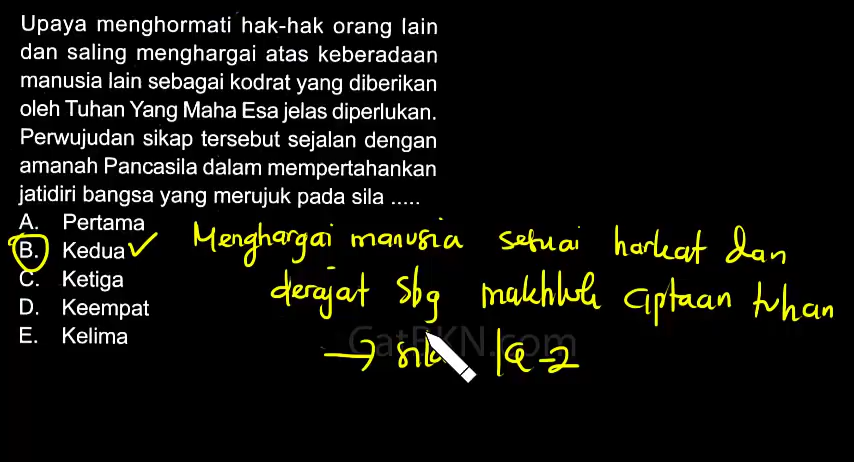 Upaya menghormati hak-hak orang lain
dan saling menghargai atas keberadaan
manusia lain sebagai kodrat yang diberikan
oleh Tuhan Yang Maha Esa jelas diperlukan.
Perwujudan sikap tersebut sejalan dengan
amanah Pancasila dalam mempertahankan
jatidiri bangsa yang merujuk pada sila .....
A. Pertama
B. Kedua ✓
C. Ketiga
D. Keempat
E. Kelima
Menghargai manusia sesuai harkat dan
derajat sbg makhluk ciptaan tuhan
→ sila ke-2